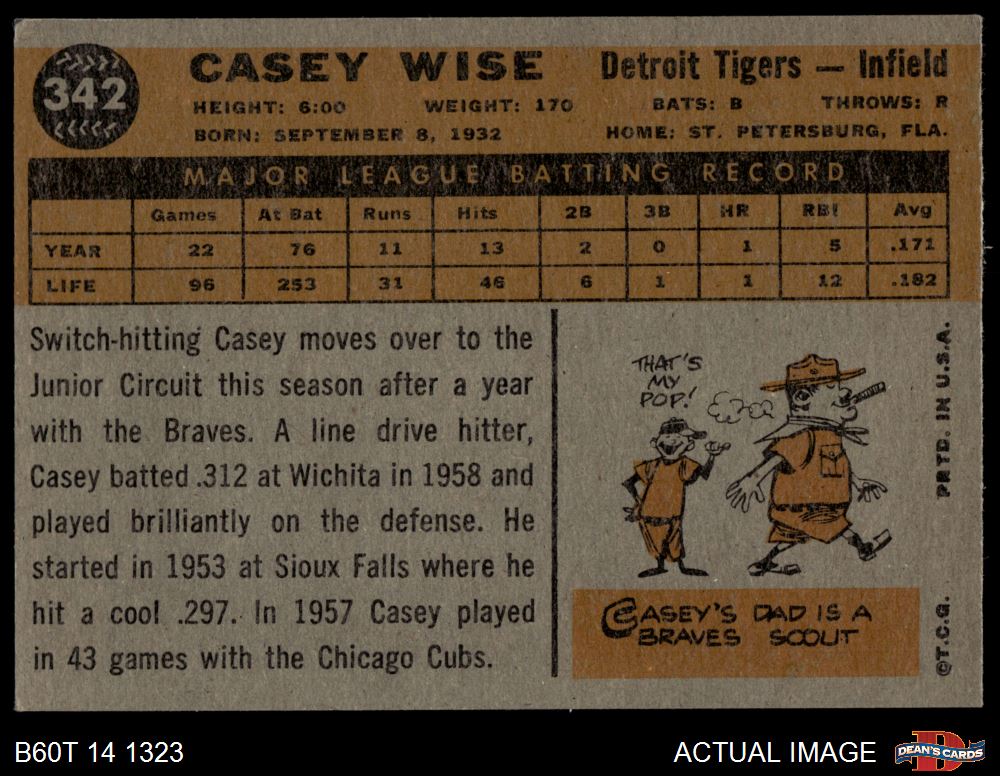 342
CASEY WISE
Detroit Tigers — Infield
HEIGHT: 6:00 WEIGHT: 170 BATS: B THROWS: R
BORN: SEPTEMBER 8, 1932 HOME: ST. PETERSBURG, FLA.
MAJOR LEAGUE BATTING RECORD
Games At Bat Runs Hits 2B 3B HR RBI Avg
YEAR 22 76 11 13 2 0 1 5 .171
LIFE 96 253 31 46 6 1 1 12 .182
Switch-hitting Casey moves over to the
Junior Circuit this season after a year
with the Braves. A line drive hitter,
Casey batted .312 at Wichita in 1958 and
played brilliantly on the defense. He
started in 1953 at Sioux Falls where he
hit a cool .297. In 1957 Casey played
in 43 games with the Chicago Cubs.
THAT'S
MY
POP!
CASEY'S DAD IS A
BRAVES SCOUT
©T.C.G. PRTD. IN U.S.A.
B60T 14 1323
ACTUAL IMAGE
DEAN'S CARDS